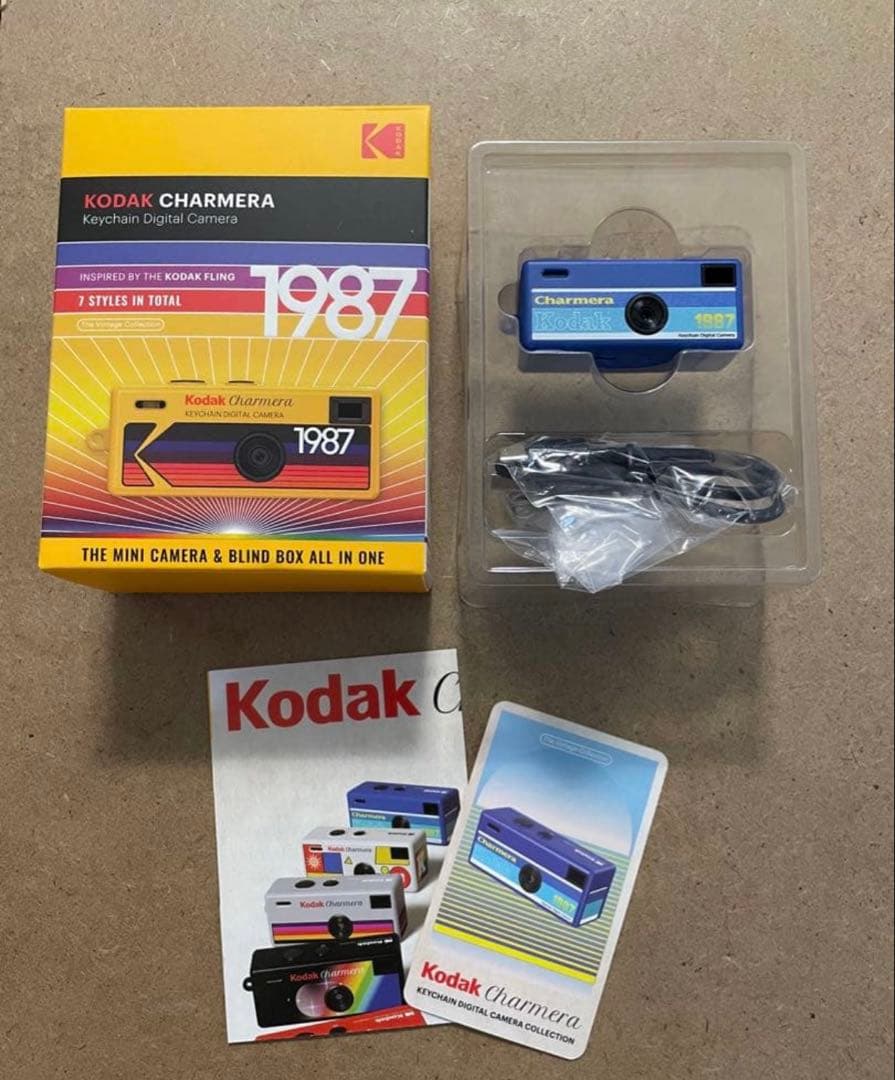 KODAK
KODAK CHARMERA
Keychain Digital Camera
INSPIRED BY THE KODAK FLING
1987
7 STYLES IN TOTAL
The Vintage Collection
Kodak Charmera
KEYCHAIN DIGITAL CAMERA
1987
THE MINI CAMERA & BLIND BOX ALL IN ONE
Charmera
Kodak
1987
Keychain Digital Camera
Kodak C
Charmera
Kodak Charmera
Kodak Charmera
Kodak
Kodak Charmera
The Vintage Collection
Charmera
1987
Kodak Charmera
KEYCHAIN DIGITAL CAMERA COLLECTION